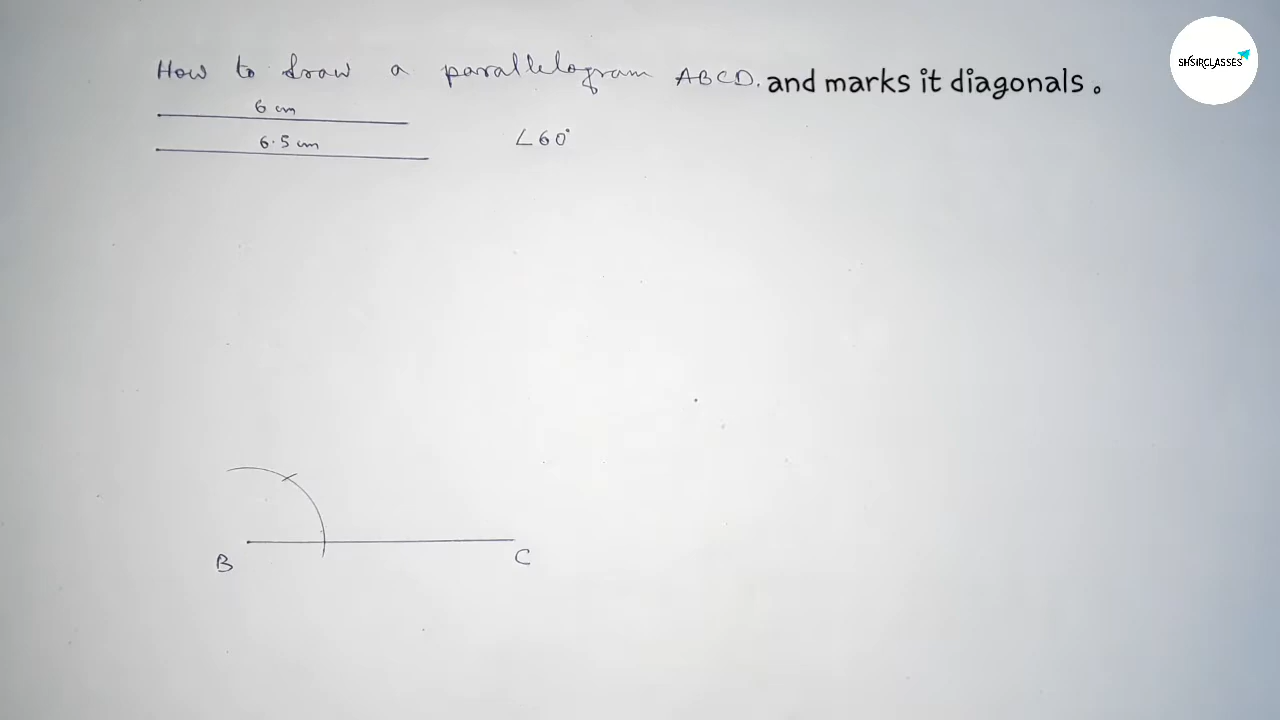 How to draw a parallelogram ABCD. and marks it diagonals.
SHSIRCLASSES
6 cm
6.5 cm ∠60°
B C